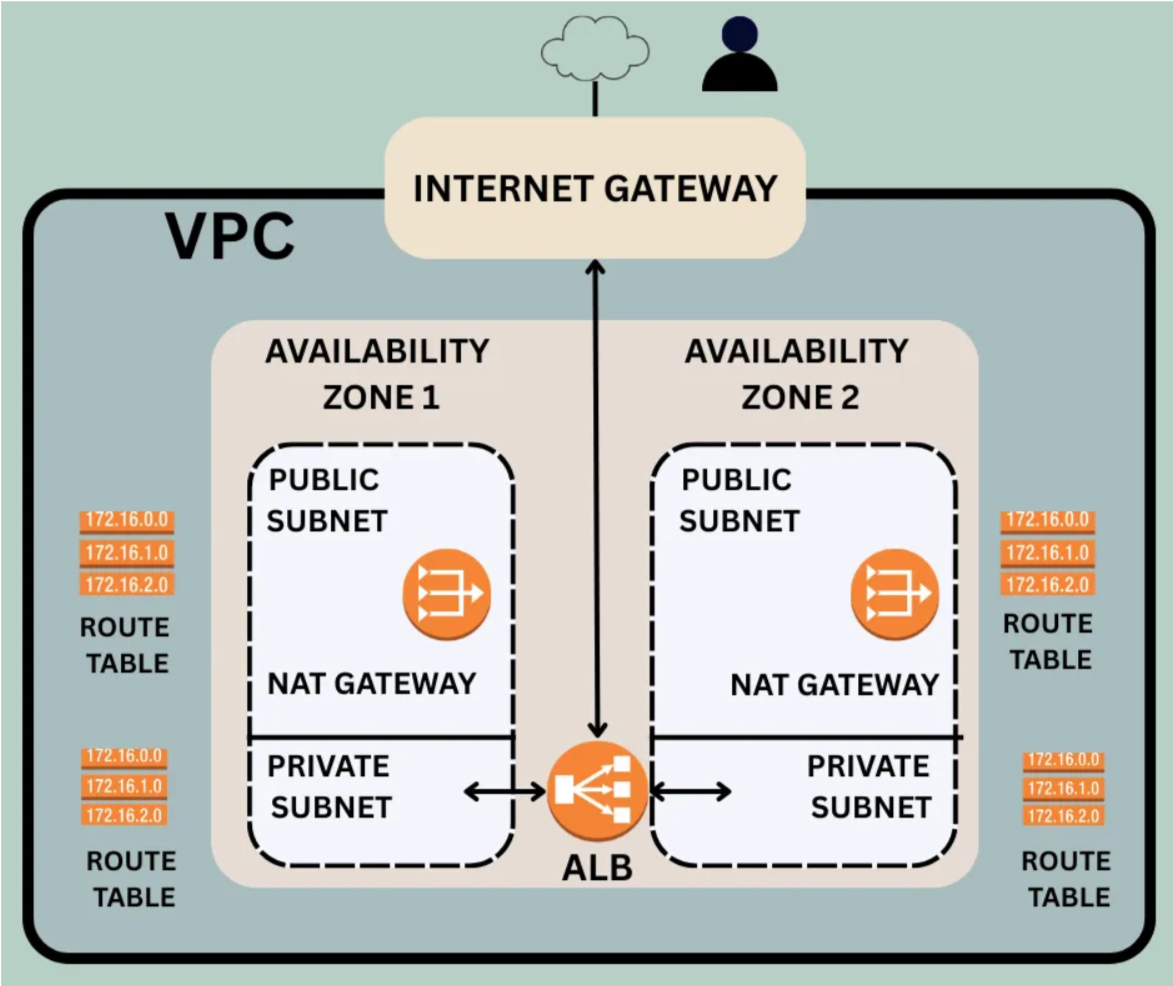 INTERNET GATEWAY
VPC
AVAILABILITY
ZONE 1
AVAILABILITY
ZONE 2
PUBLIC
SUBNET
PUBLIC
SUBNET
172.16.0.0
172.16.1.0
172.16.2.0
ROUTE
TABLE
172.16.0.0
172.16.1.0
172.16.2.0
ROUTE
TABLE
NAT GATEWAY
NAT GATEWAY
PRIVATE
SUBNET
PRIVATE
SUBNET
172.16.0.0
172.16.1.0
172.16.2.0
ROUTE
TABLE
ALB
172.16.0.0
172.16.1.0
172.16.2.0
ROUTE
TABLE